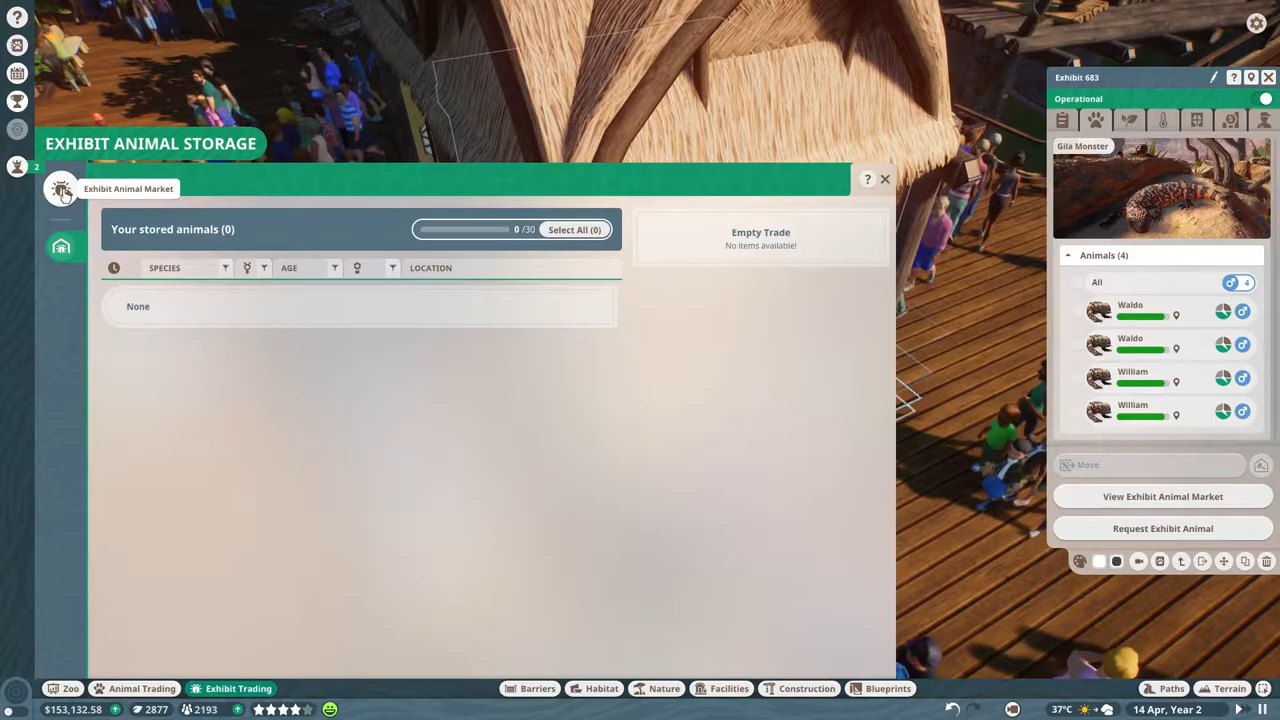 Exhibit 683
Operational
EXHIBIT ANIMAL STORAGE
Gila Monster
2
Exhibit Animal Market
?
Your stored animals (0)
0 /30
Select All (0)
Empty Trade
No items available!
SPECIES
AGE
LOCATION
None
Animals (4)
All
4
Waldo
Waldo
William
William
Move
View Exhibit Animal Market
Request Exhibit Animal
Zoo
Animal Trading
Exhibit Trading
Barriers
Habitat
Nature
Facilities
Construction
Blueprints
Paths
Terrain
$153,132.58
2877
2193
37°C
14 Apr, Year 2